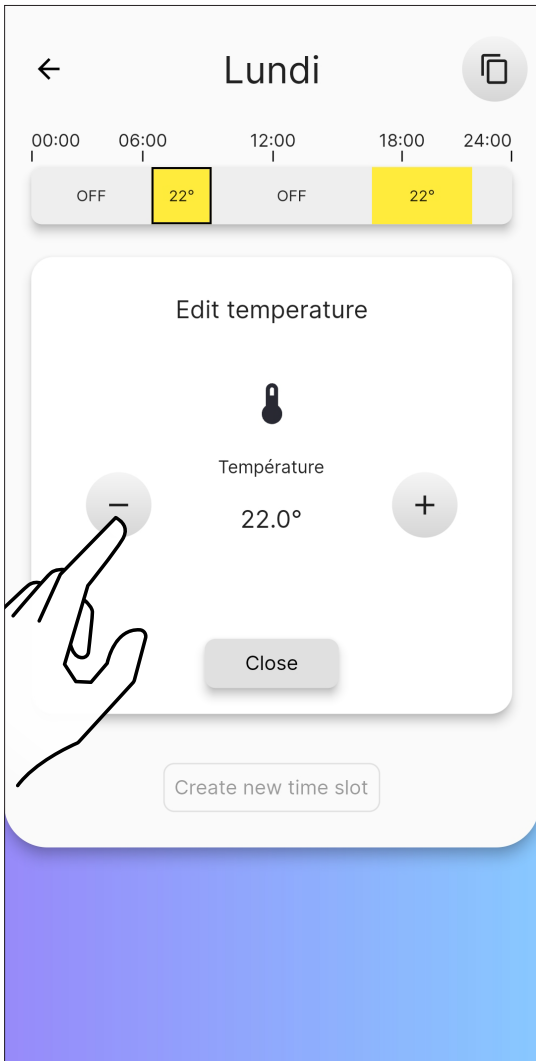 Lundi
00:00 06:00 12:00 18:00 24:00
OFF 22° OFF 22°
Edit temperature
Température
22.0°
Close
Create new time slot